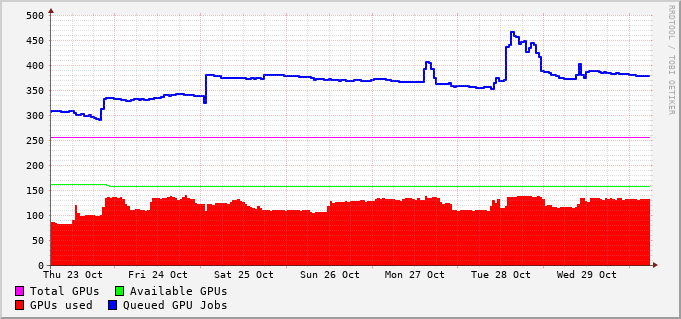 500
450
400
350
300
250
200
150
100
50
0
Thu 23 Oct Fri 24 Oct Sat 25 Oct Sun 26 Oct Mon 27 Oct Tue 28 Oct Wed 29 Oct
Total GPUs Available GPUs
GPUs used Queued GPU Jobs
RRDTOOL / TOBI OETIKER